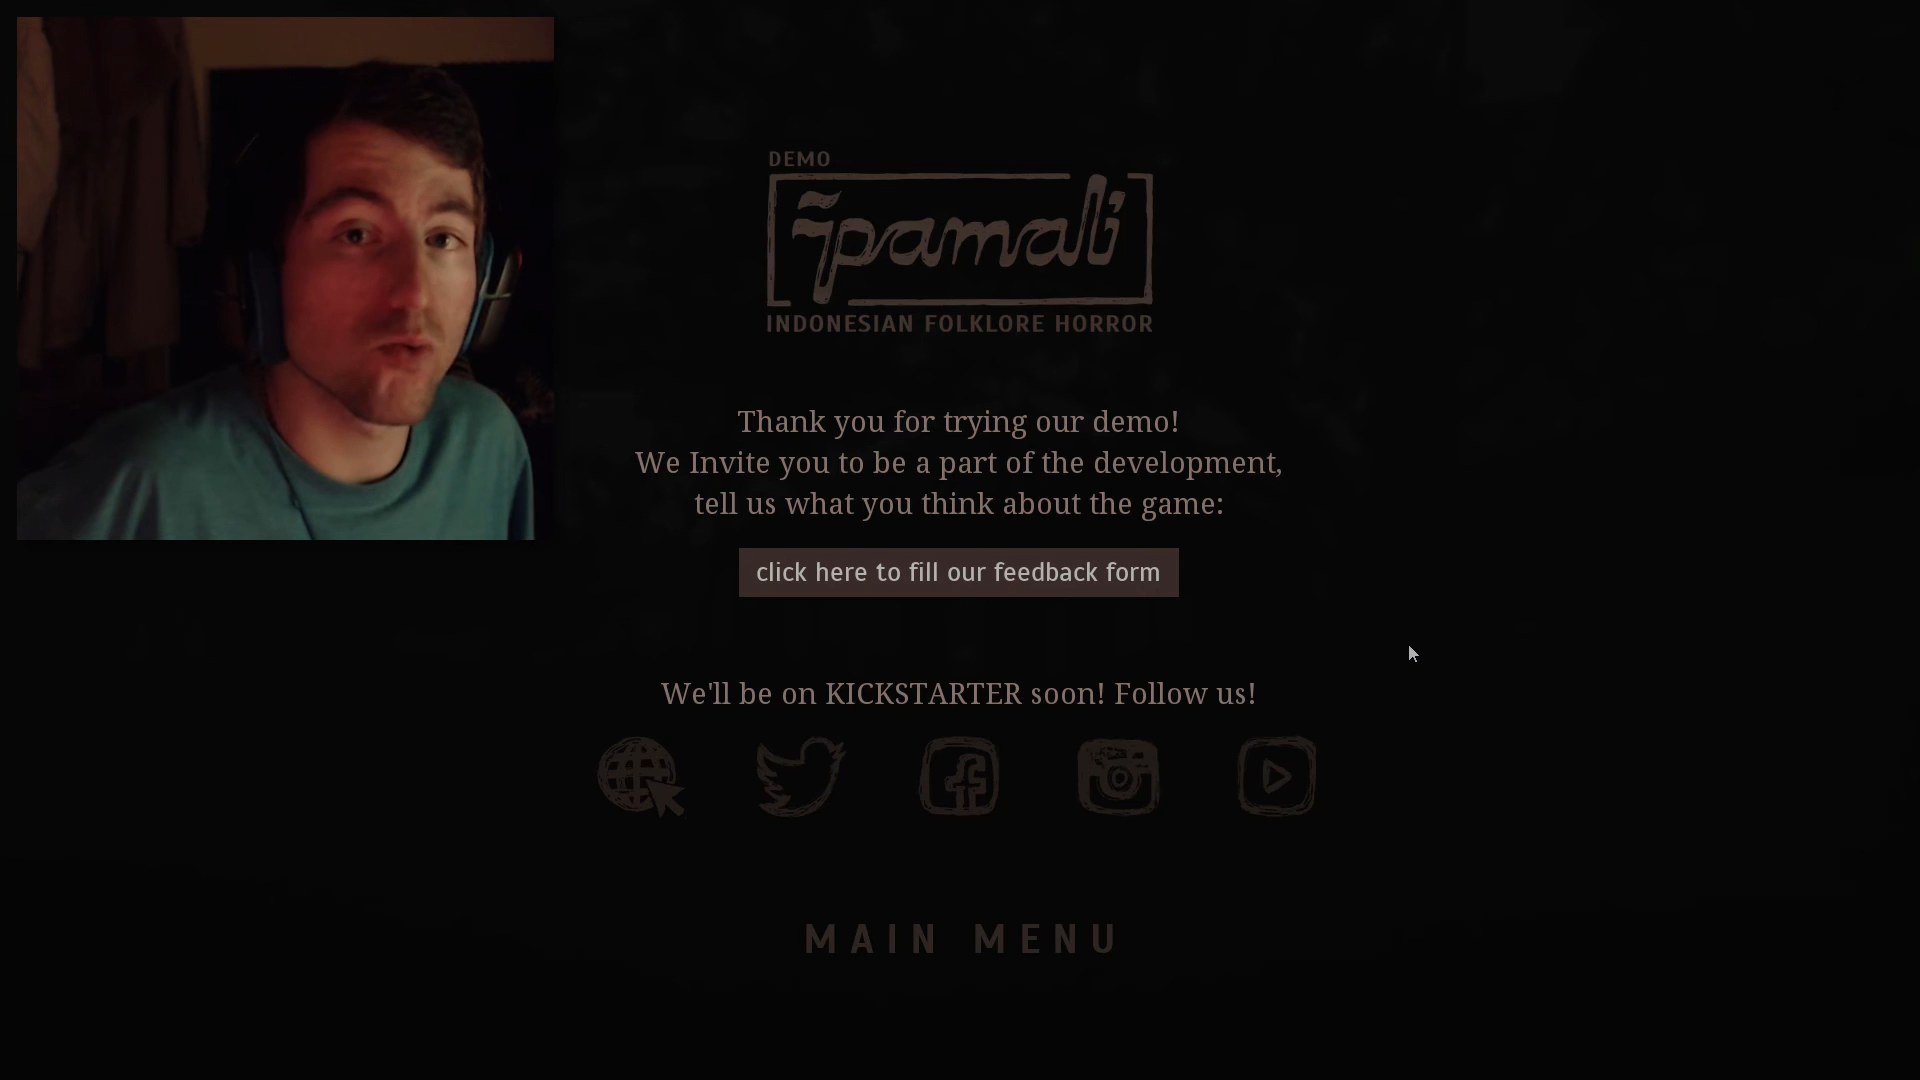 DEMO
pamali
INDONESIAN FOLKLORE HORROR
Thank you for trying our demo!
We Invite you to be a part of the development,
tell us what you think about the game:
click here to fill our feedback form
We'll be on KICKSTARTER soon! Follow us!
MAIN MENU